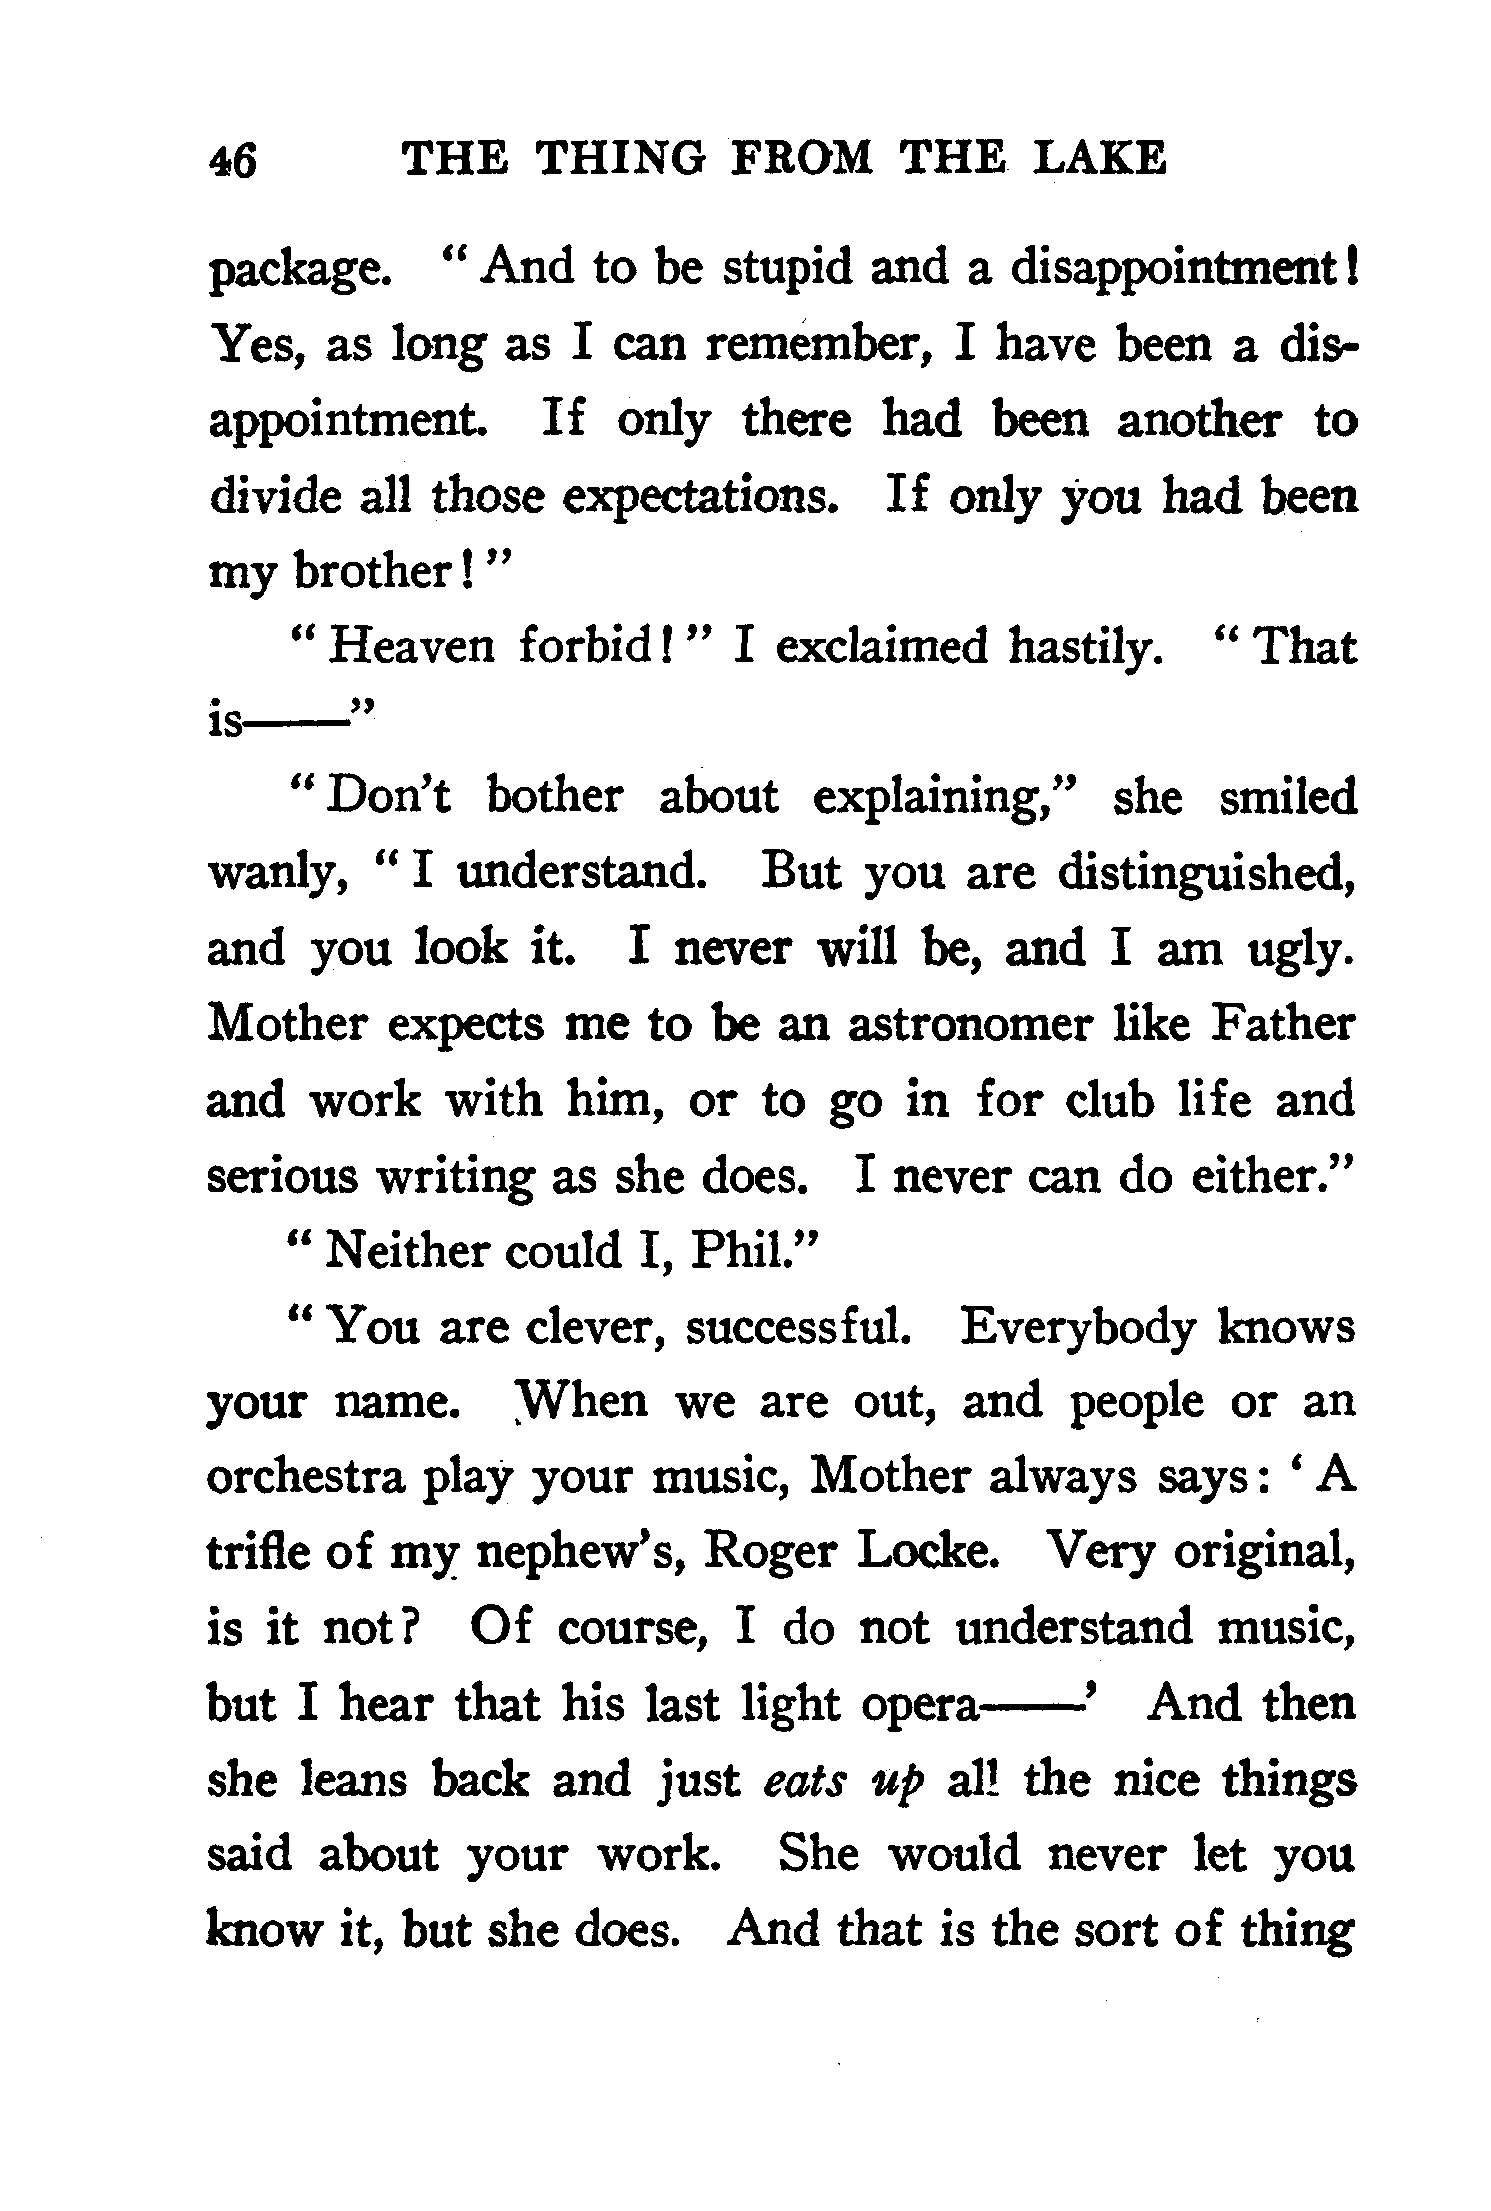 46 THE THING FROM THE LAKE
package. “ And to be stupid and a disappointment!
Yes, as long as I can remember, I have been a dis-
appointment. If only there had been another to
divide all those expectations. If only you had been
my brother! ”
“ Heaven forbid! ” I exclaimed hastily. “ That
is——”
“ Don’t bother about explaining,” she smiled
wanly, “ I understand. But you are distinguished,
and you look it. I never will be, and I am ugly.
Mother expects me to be an astronomer like Father
and work with him, or to go in for club life and
serious writing as she does. I never can do either.”
“ Neither could I, Phil.”
“ You are clever, successful. Everybody knows
your name. When we are out, and people or an
orchestra play your music, Mother always says: ‘ A
trifle of my nephew’s, Roger Locke. Very original,
is it not? Of course, I do not understand music,
but I hear that his last light opera——’ And then
she leans back and just eats up all the nice things
said about your work. She would never let you
know it, but she does. And that is the sort of thing